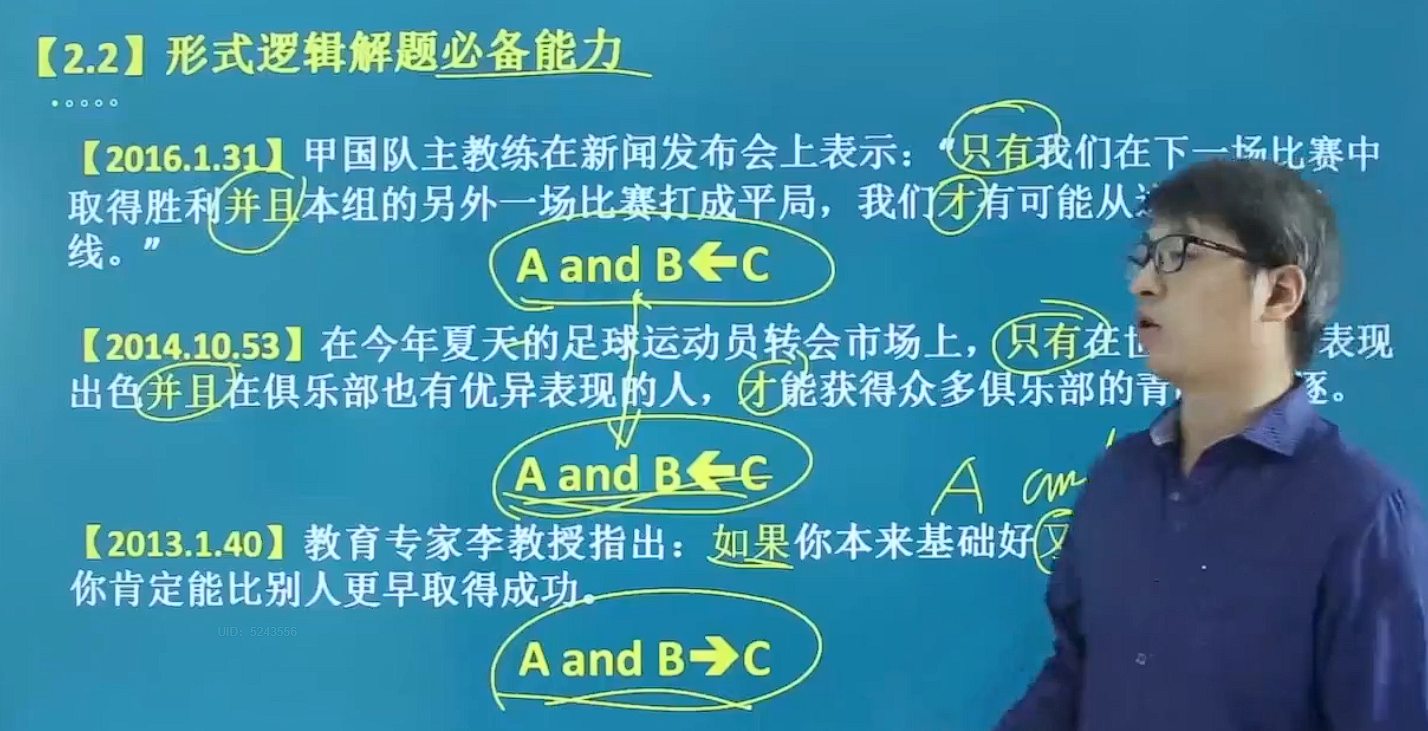 【2.2】形式逻辑解题必备能力
【2016.1.31】甲国队主教练在新闻发布会上表示：“只有我们在下一场比赛中
取得胜利并且本组的另外一场比赛打成平局，我们才有可能从
线。”
A and B←C
【2014.10.53】在今年夏天的足球运动员转会市场上，只有在 表现
出色并且在俱乐部也有优异表现的人，才能获得众多俱乐部的青 逐。
A and B←C
A
【2013.1.40】教育专家李教授指出：如果你本来基础好又
你肯定能比别人更早取得成功。
UID：5243556
A and B→C